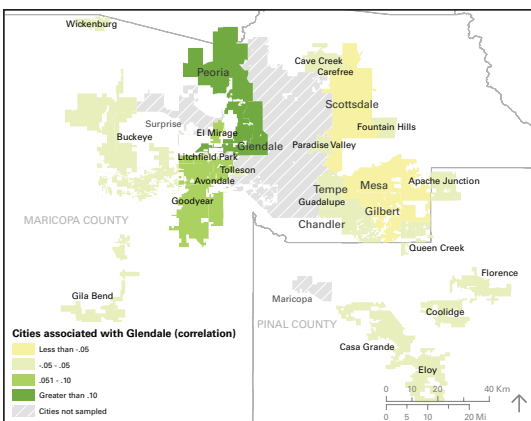 Wickenburg
Cave Creek
Carefree
Peoria
Scottsdale
Surprise
Fountain Hills
El Mirage
Buckeye
Glendale
Paradise Valley
Litchfield Park
Tolleson
Avondale
Tempe
Mesa
Apache Junction
Goodyear
Guadalupe
Gilbert
MARICOPA COUNTY
Chandler
Queen Creek
Florence
Gila Bend
Maricopa
Coolidge
PINAL COUNTY
Casa Grande
Eloy
Cities associated with Glendale (correlation)
Less than -.05
-.05 - .05
.051 - .10
Greater than .10
Cities not sampled
0 10 20 40 Km
0 5 10 20 Mi